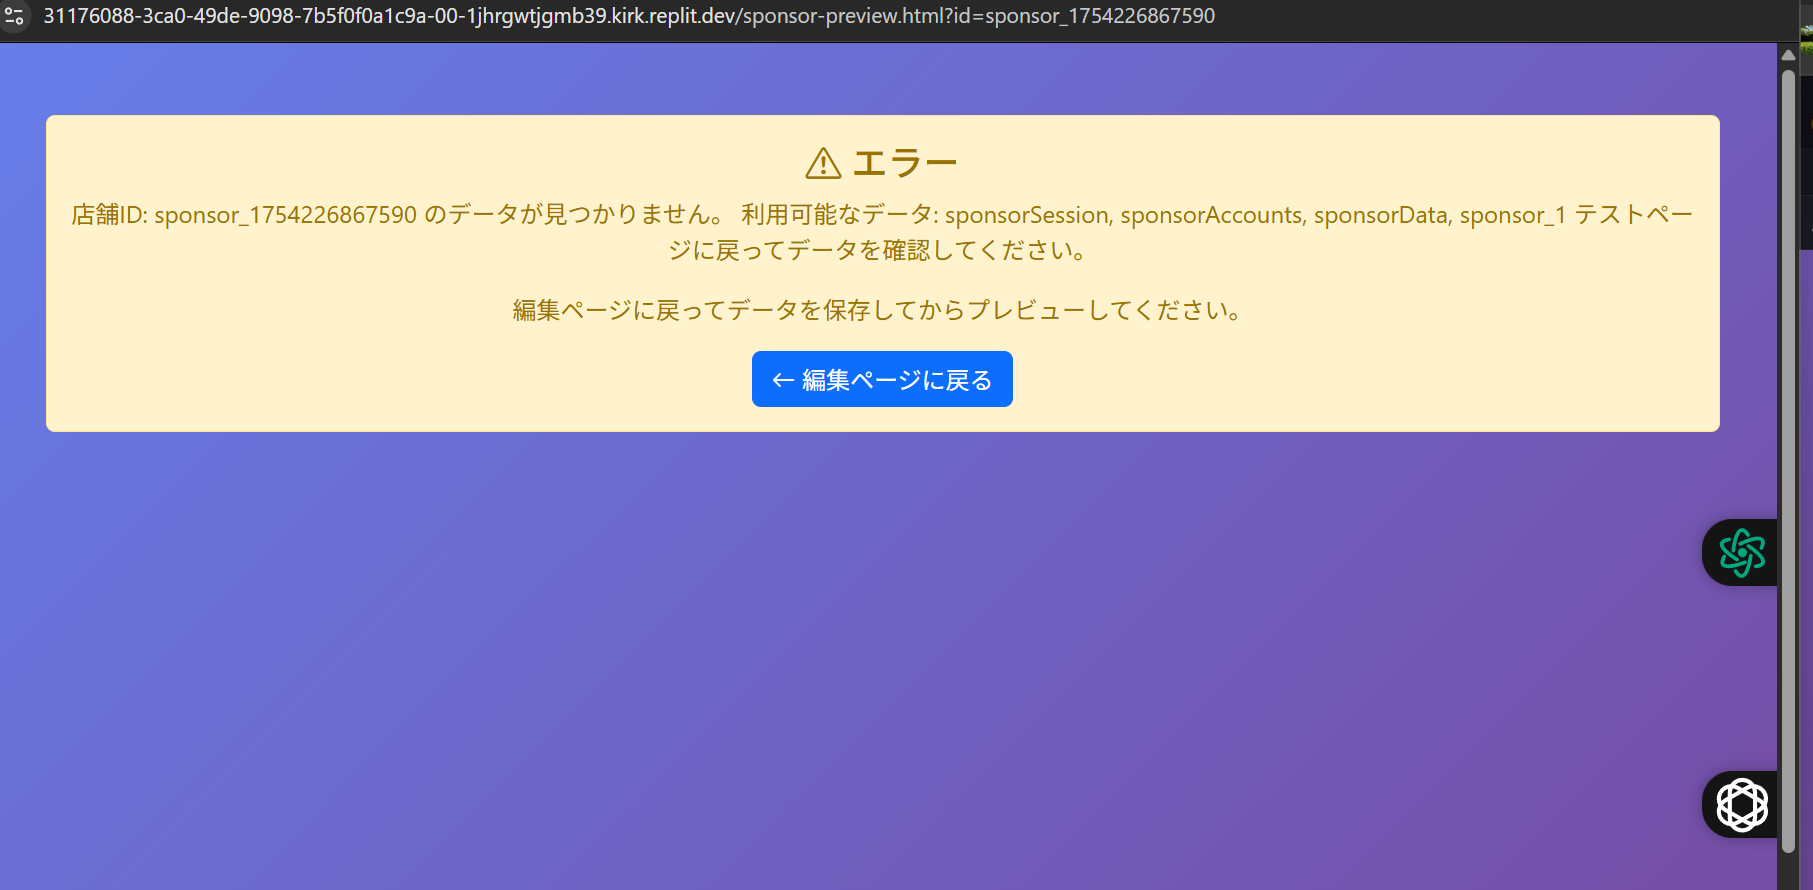 31176088-3ca0-49de-9098-7b5f0f0a1c9a-00-1jhrgwtjgmb39.kirk.replit.dev/sponsor-preview.html?id=sponsor_1754226867590
エラー
店舗ID: sponsor_1754226867590 のデータが見つかりません。 利用可能なデータ: sponsorSession, sponsorAccounts, sponsorData, sponsor_1 テストペー
ジに戻ってデータを確認してください。
編集ページに戻ってデータを保存してからプレビューしてください。
← 編集ページに戻る